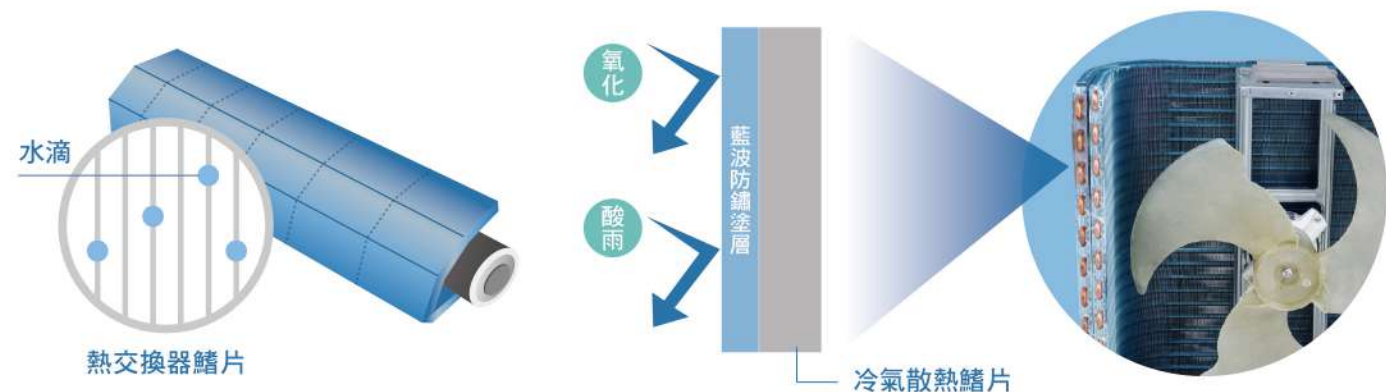 水滴
熱交換器鰭片
氧化
酸雨
藍波防鏽塗層
冷氣散熱鰭片